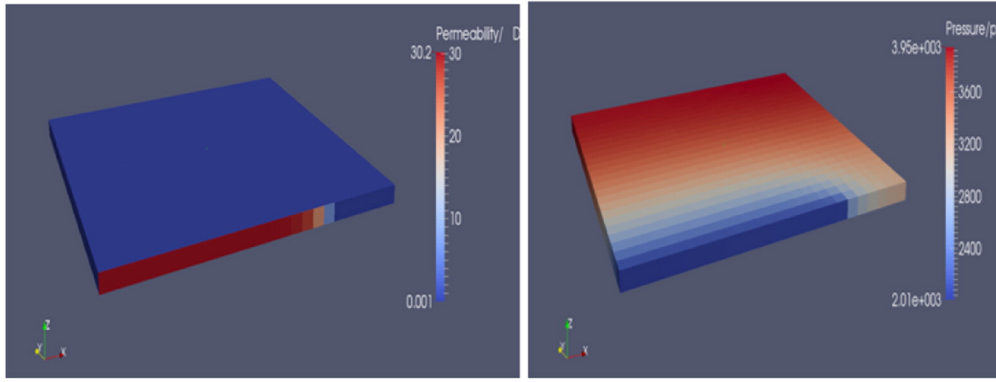 Permeability/ D
30.2
30
20
10
0.001
Z
Y
X
Pressure/p
3.95e+003
3600
3200
2800
2400
2.01e+003
Z
Y
X